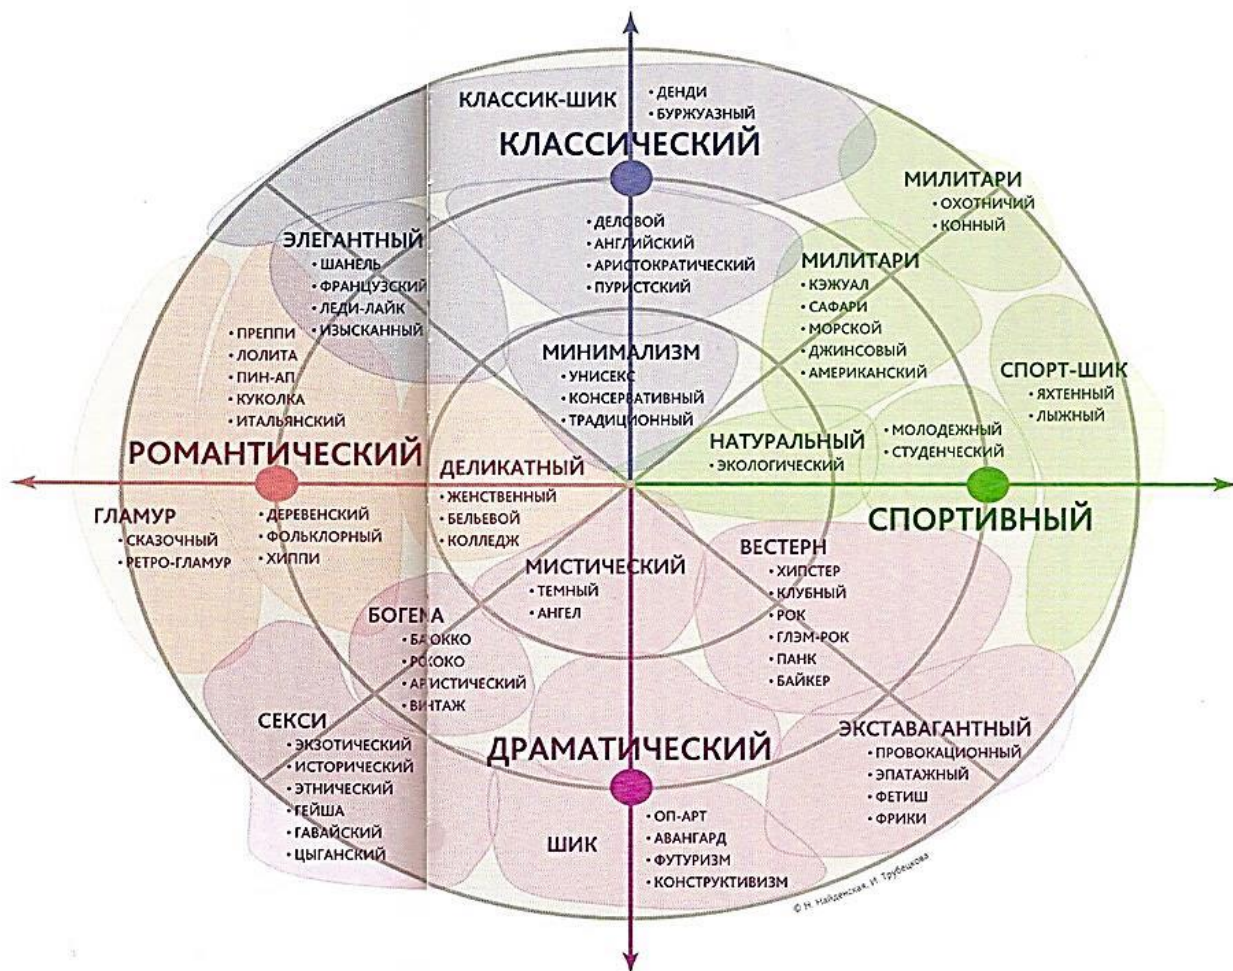 КЛАССИК-ШИК
• ДЕНДИ
• БУРЖУАЗНЫЙ
КЛАССИЧЕСКИЙ
• ДЕЛОВОЙ
• АНГЛИЙСКИЙ
• АРИСТОКРАТИЧЕСКИЙ
• ПУРИСТСКИЙ
МИЛИТАРИ
• ОХОТНИЧИЙ
• КОННЫЙ
ЭЛЕГАНТНЫЙ
• ШАНЕЛЬ
• ФРАНЦУЗСКИЙ
• ЛЕДИ-ЛАЙК
• ИЗЫСКАННЫЙ
МИЛИТАРИ
• КЭЖУАЛ
• САФАРИ
• МОРСКОЙ
• ДЖИНСОВЫЙ
• АМЕРИКАНСКИЙ
• ПРЕППИ
• ЛОЛИТА
• ПИН-АП
• КУКОЛКА
• ИТАЛЬЯНСКИЙ
МИНИМАЛИЗМ
• УНИСЕКС
• КОНСЕРВАТИВНЫЙ
• ТРАДИЦИОННЫЙ
СПОРТ-ШИК
• ЯХТЕННЫЙ
• ЛЫЖНЫЙ
РОМАНТИЧЕСКИЙ
ДЕЛИКАТНЫЙ
• ЖЕНСТВЕННЫЙ
• БЕЛЬЕВОЙ
• КОЛЛЕДЖ
НАТУРАЛЬНЫЙ
• ЭКОЛОГИЧЕСКИЙ
• МОЛОДЕЖНЫЙ
• СТУДЕНЧЕСКИЙ
СПОРТИВНЫЙ
ГЛАМУР
• СКАЗОЧНЫЙ
• РЕТРО-ГЛАМУР
• ДЕРЕВЕНСКИЙ
• ФОЛЬКЛОРНЫЙ
• ХИППИ
МИСТИЧЕСКИЙ
• ТЕМНЫЙ
• АНГЕЛ
ВЕСТЕРН
• ХИПСТЕР
• КЛУБНЫЙ
• РОК
• ГЛЭМ-РОК
• ПАНК
• БАЙКЕР
БОГЕМА
• БАРОККО
• РОКОКО
• АРТИСТИЧЕСКИЙ
• ВИНТАЖ
СЕКСИ
• ЭКЗОТИЧЕСКИЙ
• ИСТОРИЧЕСКИЙ
• ЭТНИЧЕСКИЙ
• ГЕЙША
• ГАВАЙСКИЙ
• ЦЫГАНСКИЙ
ДРАМАТИЧЕСКИЙ
ШИК
• ОП-АРТ
• АВАНГАРД
• ФУТУРИЗМ
• КОНСТРУКТИВИЗМ
ЭКСТАВАГАНТНЫЙ
• ПРОВОКАЦИОННЫЙ
• ЭПАТАЖНЫЙ
• ФЕТИШ
• ФРИКИ
© Н. Найденская, И. Трубецкова